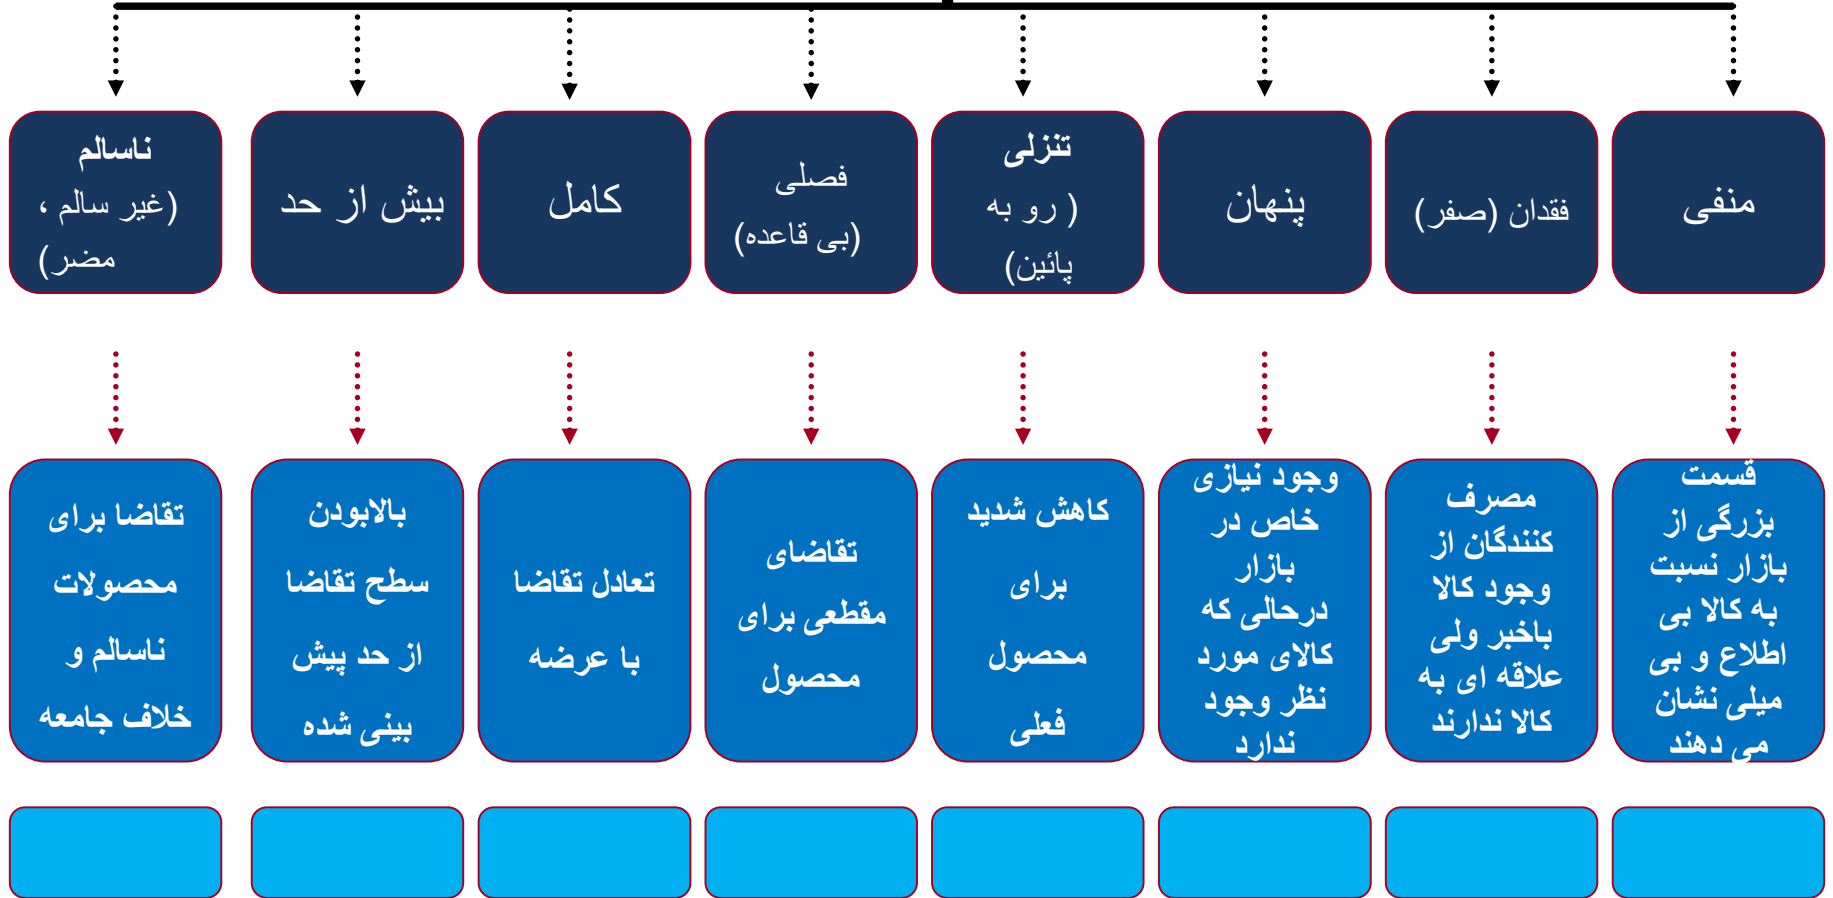 منفی
فقدان (صفر)
پنهان
تنزلی
( رو به
پائین)
فصلی
(بی قاعده)
کامل
بیش از حد
ناسالم
(غیر سالم ،
مضر)
قسمت
بزرگی از
بازار نسبت
به کالا بی
اطلاع و بی
میلی نشان
می دهند
مصرف
کنندگان از
وجود کالا
باخبر ولی
علاقه ای به
کالا ندارند
وجود نیازی
خاص در
بازار
درحالی که
کالای مورد
نظر وجود
ندارد
کاهش شدید
برای
محصول
فعلی
تقاضای
مقطعی برای
محصول
تعادل تقاضا
با عرضه
بالابودن
سطح تقاضا
از حد پیش
بینی شده
تقاضا برای
محصولات
ناسالم و
خلاف جامعه